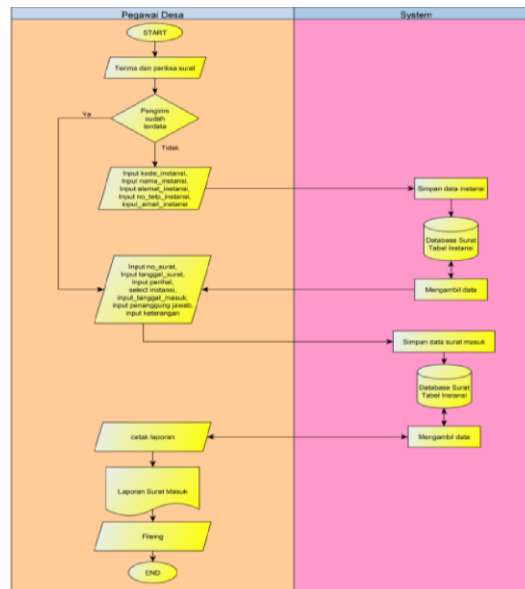 Pegawai Desa
System
START
Terima dan periksa surat
Pengirim
sudah
terdata
Ya
Tidak
Input kode_instansi,
Input nama_instansi,
Input alamat_instansi,
Input no_telp_instansi,
input_email_instansi
Simpan data instansi
Database Surat
Tabel Instansi
Mengambil data
Input no_surat,
Input tanggal_surat,
Input perihal,
select instansi,
input_tanggal_masuk,
input penanggung jawab,
input keterangan
Simpan data surat masuk
Database Surat
Tabel Instansi
Mengambil data
cetak laporan
Laporan Surat Masuk
Fileing
END